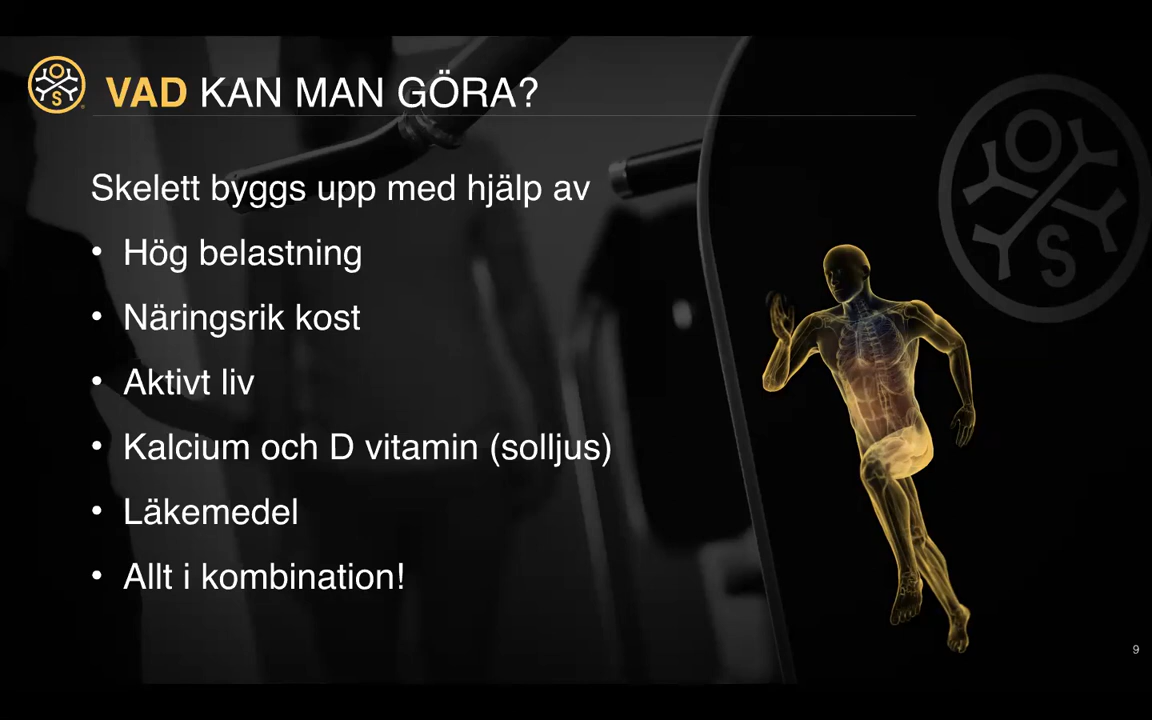 VAD KAN MAN GÖRA?
Skelett byggs upp med hjälp av
• Hög belastning
• Näringsrik kost
• Aktivt liv
• Kalcium och D vitamin (solljus)
• Läkemedel
• Allt i kombination!
9